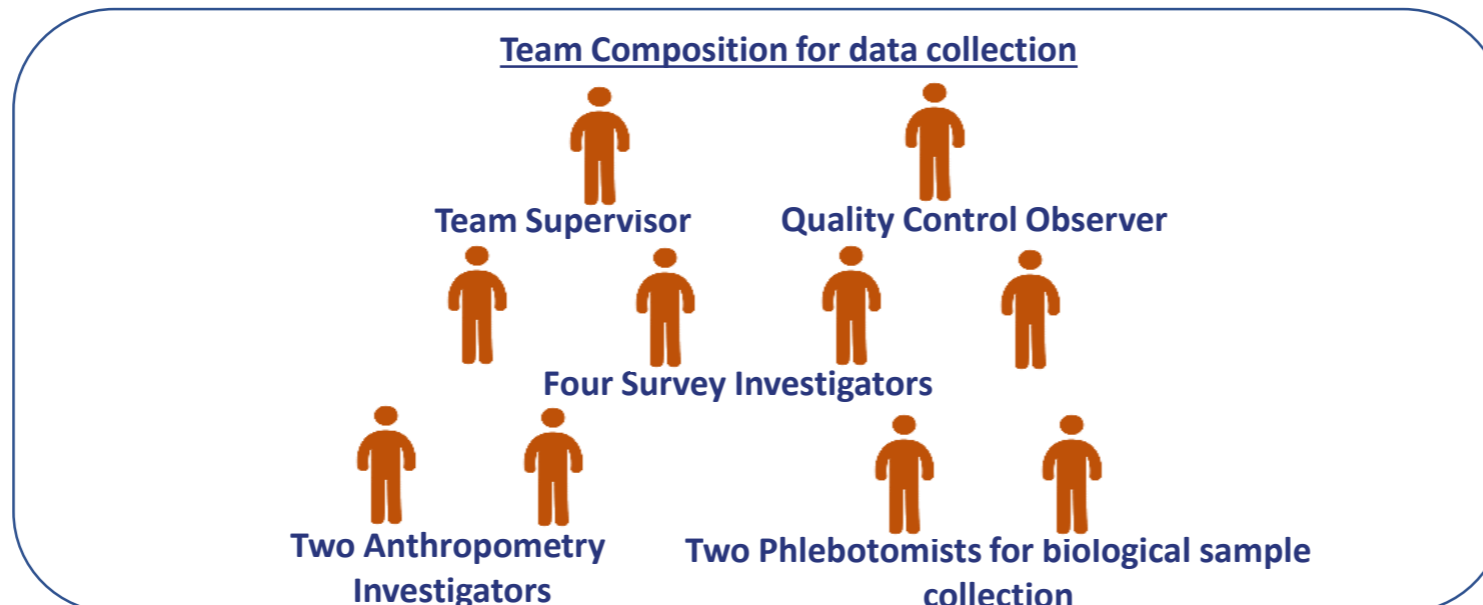 Team Composition for data collection
Team Supervisor
Quality Control Observer
Four Survey Investigators
Two Anthropometry
Investigators
Two Phlebotomists for biological sample
collection